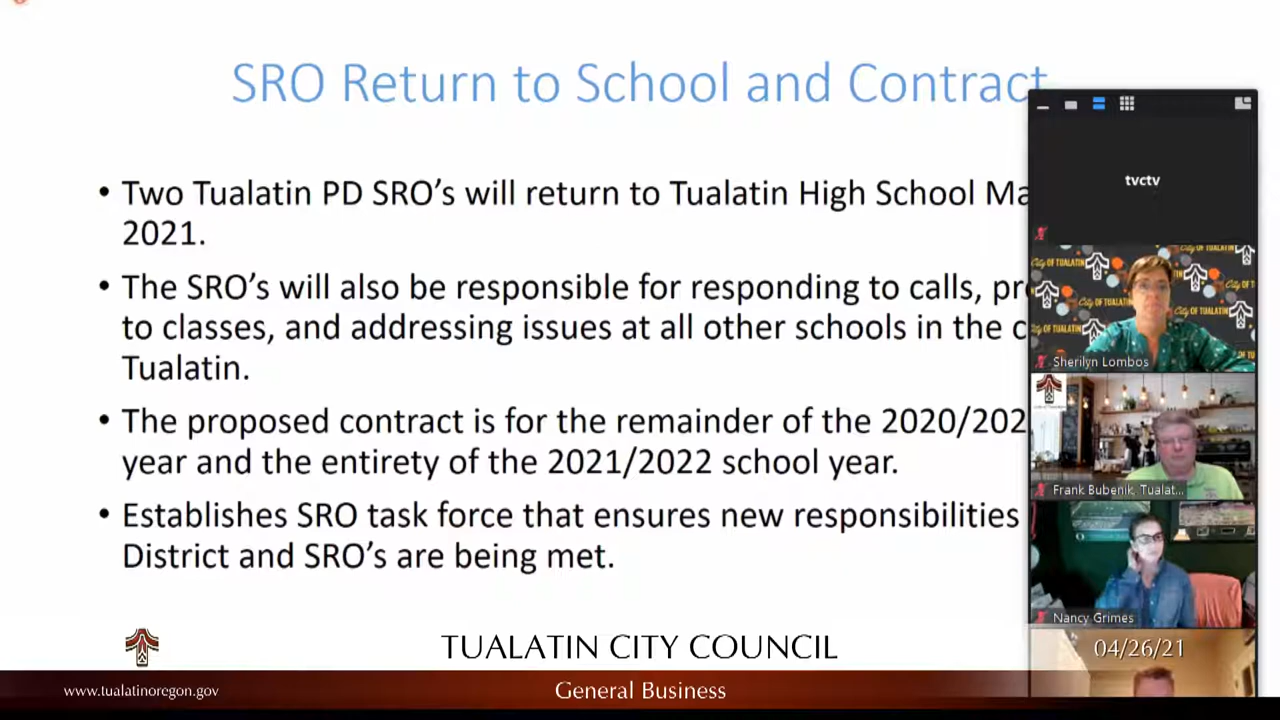 SRO Return to School and Contract
• Two Tualatin PD SRO's will return to Tualatin High School Ma
2021.
• The SRO's will also be responsible for responding to calls, pr
to classes, and addressing issues at all other schools in the c
Tualatin.
• The proposed contract is for the remainder of the 2020/202
year and the entirety of the 2021/2022 school year.
• Establishes SRO task force that ensures new responsibilities
District and SRO's are being met.
tvctv
City OF TUALATIN
Sherilyn Lombos
Frank Bubenik, Tualat...
Nancy Grimes
04/26/21
TUALATIN CITY COUNCIL
www.tualatinoregon.gov
General Business